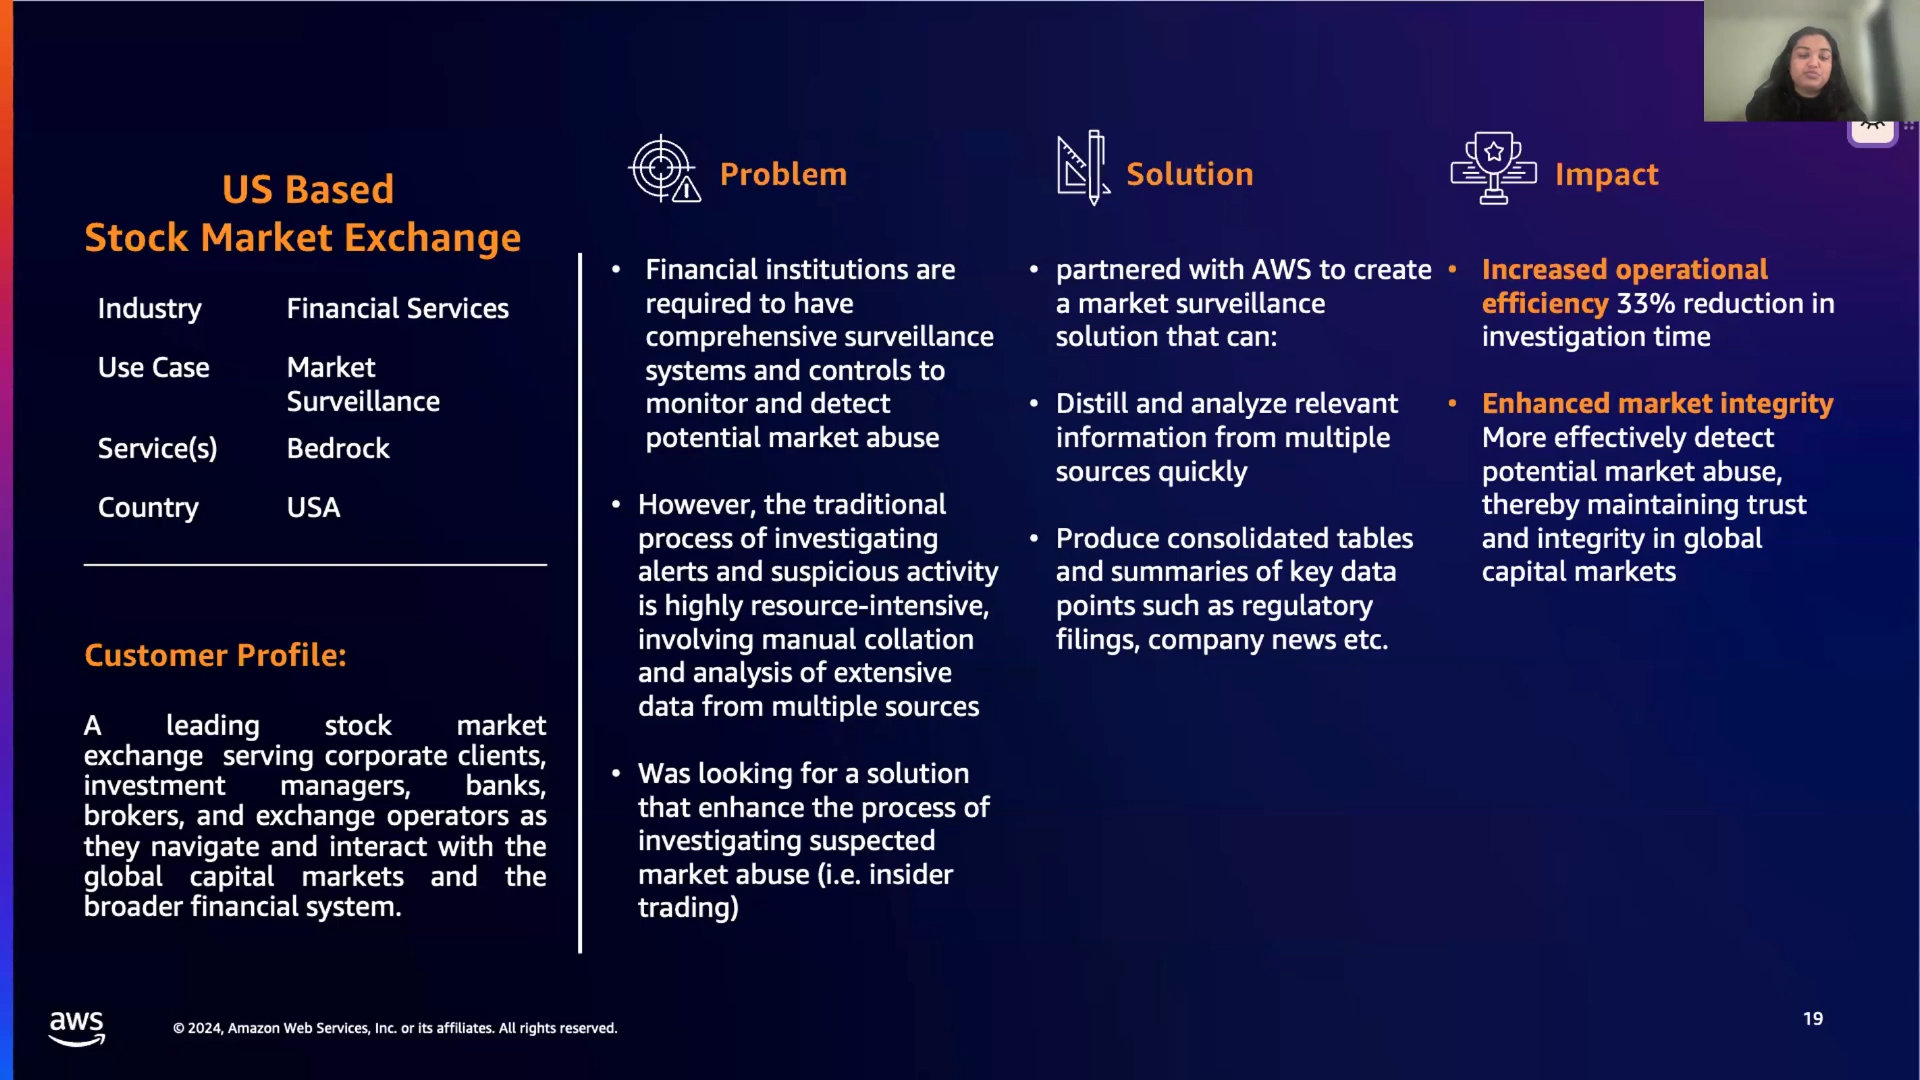 US Based
Stock Market Exchange
Industry Financial Services
Use Case Market
Surveillance
Service(s) Bedrock
Country USA
Customer Profile:
A leading stock market
exchange serving corporate clients,
investment managers, banks,
brokers, and exchange operators as
they navigate and interact with the
global capital markets and the
broader financial system.
Problem
• Financial institutions are
required to have
comprehensive surveillance
systems and controls to
monitor and detect
potential market abuse
• However, the traditional
process of investigating
alerts and suspicious activity
is highly resource-intensive,
involving manual collation
and analysis of extensive
data from multiple sources
• Was looking for a solution
that enhance the process of
investigating suspected
market abuse (i.e. insider
trading)
Solution
• partnered with AWS to create
a market surveillance
solution that can:
• Distill and analyze relevant
information from multiple
sources quickly
• Produce consolidated tables
and summaries of key data
points such as regulatory
filings, company news etc.
Impact
• Increased operational
efficiency 33% reduction in
investigation time
• Enhanced market integrity
More effectively detect
potential market abuse,
thereby maintaining trust
and integrity in global
capital markets
aws
© 2024, Amazon Web Services, Inc. or its affiliates. All rights reserved.
19